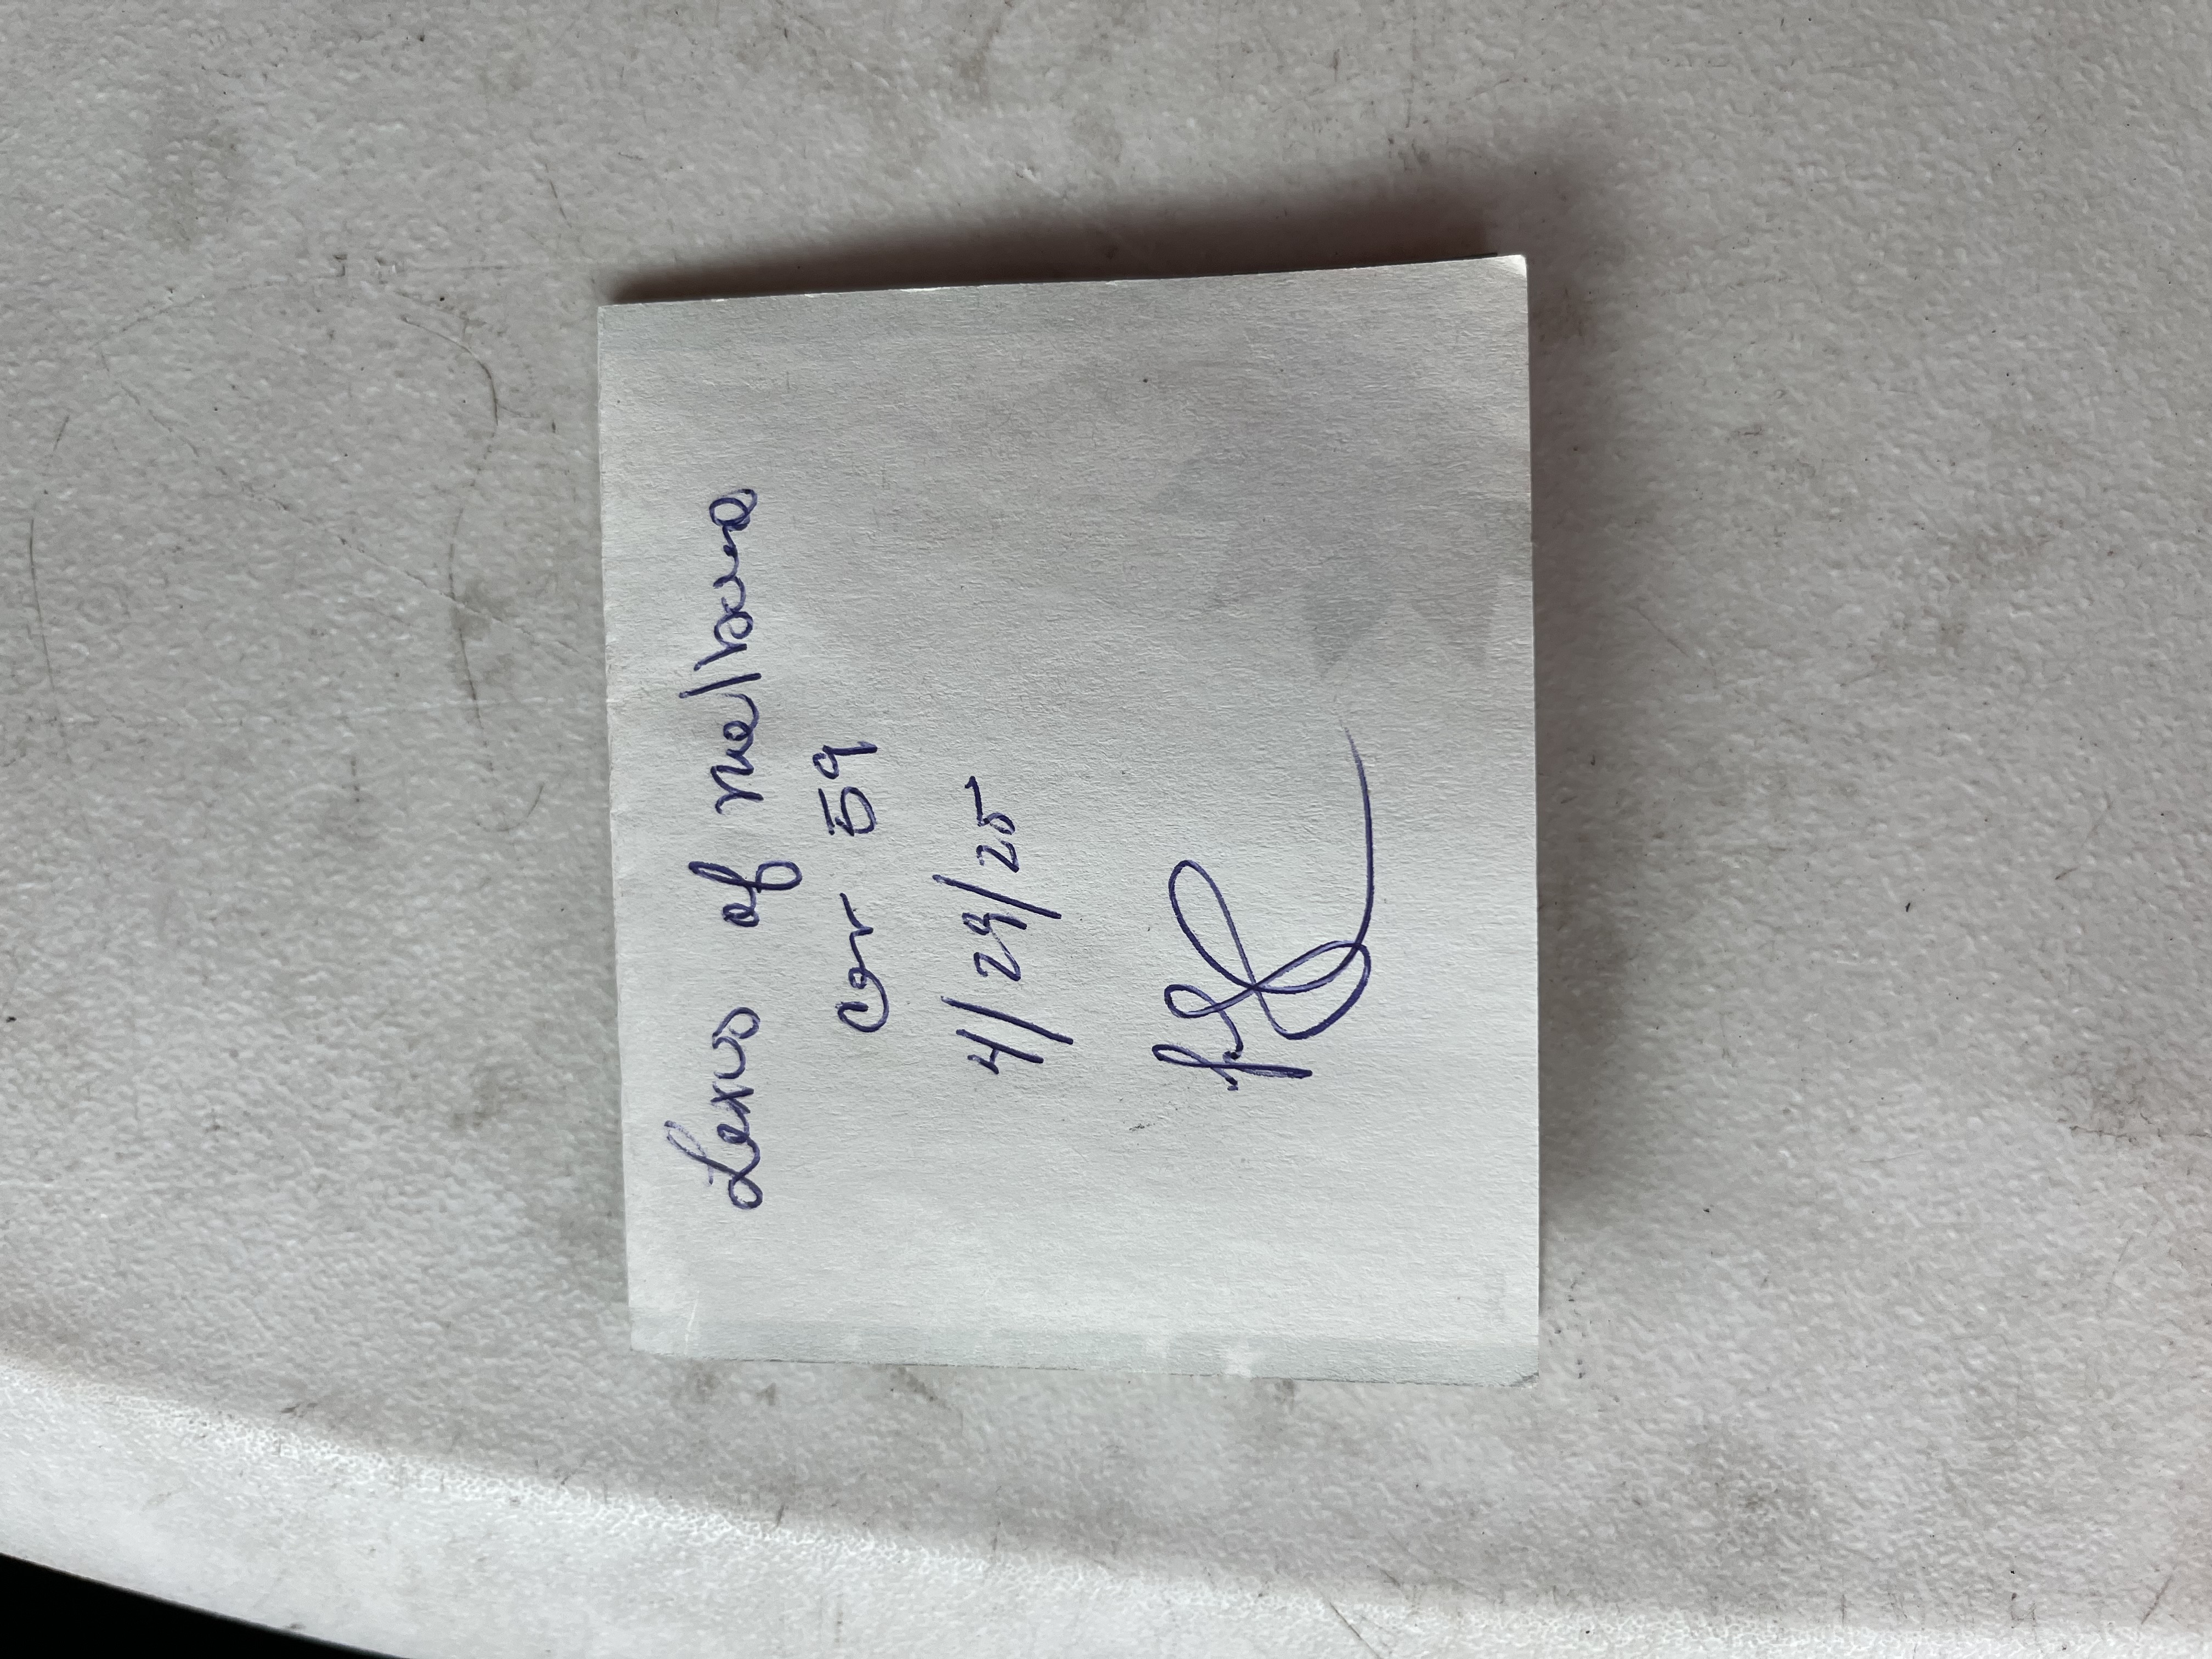 Lexus of melbourne
Car 59
4/29/25